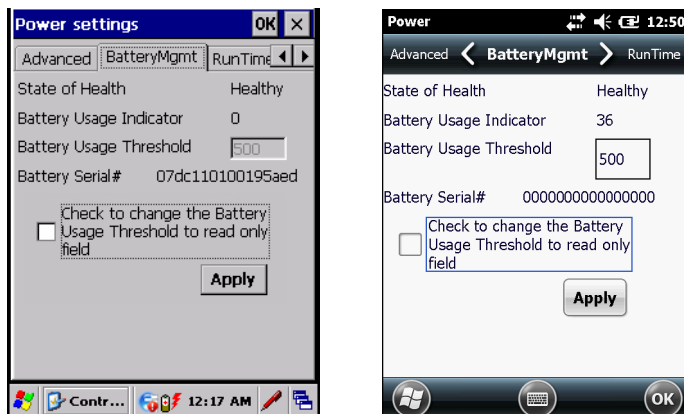 Power settings OK
Advanced BatteryMgmt RunTime
State of Health Healthy
Battery Usage Indicator 0
Battery Usage Threshold 500
Battery Serial# 07dc110100195aed
Check to change the Battery
Usage Threshold to read only
field
Apply
Contr... 12:17 AM
Power 12:50
Advanced BatteryMgmt RunTime
State of Health Healthy
Battery Usage Indicator 36
Battery Usage Threshold
500
Battery Serial# 0000000000000000
Check to change the Battery
Usage Threshold to read only
field
Apply
OK